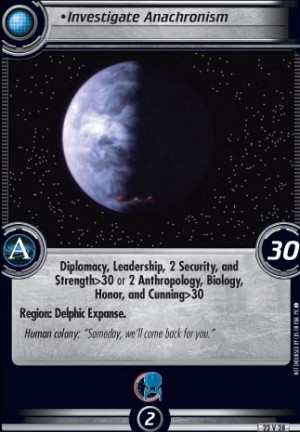 •Investigate Anachronism
A
30
Diplomacy, Leadership, 2 Security, and
Strength>30 or 2 Anthropology, Biology,
Honor, and Cunning>30
Region: Delphic Expanse.
Human colony: "Someday, we'll come back for you."
2